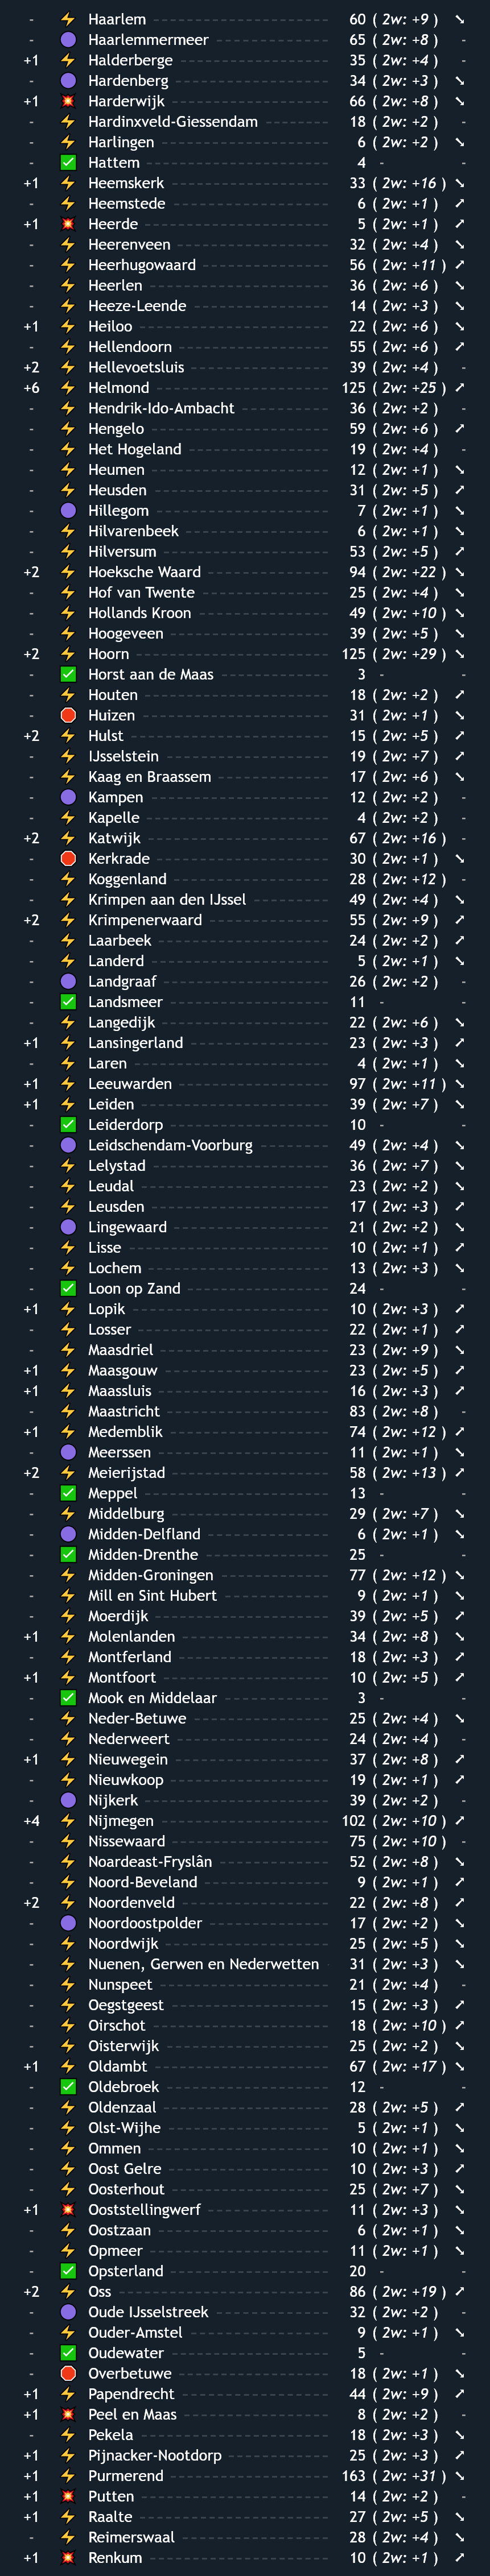 - ⚡ Haarlem 60 ( 2w: +9 ) ↘
- 🟣 Haarlemmermeer 65 ( 2w: +8 ) -
+1 ⚡ Halderberge 35 ( 2w: +4 ) -
- 🟣 Hardenberg 34 ( 2w: +3 ) ↘
+1 💥 Harderwijk 66 ( 2w: +8 ) ↘
- ⚡ Hardinxveld-Giessendam 18 ( 2w: +2 ) -
- ⚡ Harlingen 6 ( 2w: +2 ) ↘
- ✅ Hattem 4 - -
+1 ⚡ Heemskerk 33 ( 2w: +16 ) ↘
- ⚡ Heemstede 6 ( 2w: +1 ) ↗
+1 💥 Heerde 5 ( 2w: +1 ) ↗
- ⚡ Heerenveen 32 ( 2w: +4 ) ↘
- ⚡ Heerhugowaard 56 ( 2w: +11 ) ↗
- ⚡ Heerlen 36 ( 2w: +6 ) ↘
- ⚡ Heeze-Leende 14 ( 2w: +3 ) ↘
+1 ⚡ Heiloo 22 ( 2w: +6 ) ↘
- ⚡ Hellendoorn 55 ( 2w: +6 ) ↗
+2 ⚡ Hellevoetsluis 39 ( 2w: +4 ) -
+6 ⚡ Helmond 125 ( 2w: +25 ) ↗
- ⚡ Hendrik-Ido-Ambacht 36 ( 2w: +2 ) -
- ⚡ Hengelo 59 ( 2w: +6 ) ↗
- ⚡ Het Hogeland 19 ( 2w: +4 ) -
- ⚡ Heumen 12 ( 2w: +1 ) ↘
- ⚡ Heusden 31 ( 2w: +5 ) ↗
- 🟣 Hillegom 7 ( 2w: +1 ) ↘
- ⚡ Hilvarenbeek 6 ( 2w: +1 ) ↘
- ⚡ Hilversum 53 ( 2w: +5 ) ↗
+2 ⚡ Hoeksche Waard 94 ( 2w: +22 ) ↘
- ⚡ Hof van Twente 25 ( 2w: +4 ) ↘
- ⚡ Hollands Kroon 49 ( 2w: +10 ) ↘
- ⚡ Hoogeveen 39 ( 2w: +5 ) ↘
+2 ⚡ Hoorn 125 ( 2w: +29 ) ↘
- ✅ Horst aan de Maas 3 - -
- ⚡ Houten 18 ( 2w: +2 ) ↗
- 🛑 Huizen 31 ( 2w: +1 ) ↘
+2 ⚡ Hulst 15 ( 2w: +5 ) ↗
- ⚡ IJsselstein 19 ( 2w: +7 ) ↗
- ⚡ Kaag en Braassem 17 ( 2w: +6 ) ↘
- 🟣 Kampen 12 ( 2w: +2 ) -
- ⚡ Kapelle 4 ( 2w: +2 ) -
+2 ⚡ Katwijk 67 ( 2w: +16 ) -
- 🛑 Kerkrade 30 ( 2w: +1 ) ↘
- ⚡ Koggenland 28 ( 2w: +12 ) -
- ⚡ Krimpen aan den IJssel 49 ( 2w: +4 ) ↘
+2 ⚡ Krimpenerwaard 55 ( 2w: +9 ) ↗
- ⚡ Laarbeek 24 ( 2w: +2 ) ↗
- ⚡ Landerd 5 ( 2w: +1 ) ↘
- 🟣 Landgraaf 26 ( 2w: +2 ) -
- ✅ Landsmeer 11 - -
- ⚡ Langedijk 22 ( 2w: +6 ) ↘
+1 ⚡ Lansingerland 23 ( 2w: +3 ) ↗
- ⚡ Laren 4 ( 2w: +1 ) ↘
+1 ⚡ Leeuwarden 97 ( 2w: +11 ) ↘
+1 ⚡ Leiden 39 ( 2w: +7 ) ↗
- ✅ Leiderdorp 10 - -
- 🟣 Leidschendam-Voorburg 49 ( 2w: +4 ) ↘
- ⚡ Lelystad 36 ( 2w: +7 ) ↘
- ⚡ Leudal 23 ( 2w: +2 ) ↘
- ⚡ Leusden 17 ( 2w: +3 ) ↗
- 🟣 Lingewaard 21 ( 2w: +2 ) ↘
- ⚡ Lisse 10 ( 2w: +1 ) ↗
- ⚡ Lochem 13 ( 2w: +3 ) ↘
- ✅ Loon op Zand 24 - -
+1 ⚡ Lopik 10 ( 2w: +3 ) ↗
- ⚡ Losser 22 ( 2w: +1 ) ↗
- ⚡ Maasdriel 23 ( 2w: +9 ) ↘
+1 ⚡ Maasgouw 23 ( 2w: +5 ) ↗
+1 ⚡ Maassluis 16 ( 2w: +3 ) ↗
- ⚡ Maastricht 83 ( 2w: +8 ) -
+1 ⚡ Medemblik 74 ( 2w: +12 ) ↗
- 🟣 Meerssen 11 ( 2w: +1 ) ↘
+2 ⚡ Meierijstad 58 ( 2w: +13 ) ↗
- ✅ Meppel 13 - -
- ⚡ Middelburg 29 ( 2w: +7 ) ↘
- 🟣 Midden-Delfland 6 ( 2w: +1 ) ↘
- ✅ Midden-Drenthe 25 - -
- ⚡ Midden-Groningen 77 ( 2w: +12 ) ↘
- ⚡ Mill en Sint Hubert 9 ( 2w: +1 ) ↘
- ⚡ Moerdijk 39 ( 2w: +5 ) ↗
+1 ⚡ Molenlanden 34 ( 2w: +8 ) ↘
- ⚡ Montferland 18 ( 2w: +3 ) ↗
+1 ⚡ Montfoort 10 ( 2w: +5 ) ↗
- ✅ Mook en Middelaar 3 - -
- ⚡ Neder-Betuwe 25 ( 2w: +4 ) ↘
- ⚡ Nederweert 24 ( 2w: +4 ) -
+1 ⚡ Nieuwegein 37 ( 2w: +8 ) ↗
- ⚡ Nieuwkoop 19 ( 2w: +1 ) ↗
- 🟣 Nijkerk 39 ( 2w: +2 ) -
+4 ⚡ Nijmegen 102 ( 2w: +10 ) ↗
- ⚡ Nissewaard 75 ( 2w: +10 ) -
- ⚡ Noardeast-Fryslân 52 ( 2w: +8 ) ↘
- ⚡ Noord-Beveland 9 ( 2w: +1 ) ↗
+2 ⚡ Noordenveld 22 ( 2w: +8 ) ↗
- 🟣 Noordoostpolder 17 ( 2w: +2 ) ↘
- ⚡ Noordwijk 25 ( 2w: +5 ) ↘
- ⚡ Nuenen, Gerwen en Nederwetten 31 ( 2w: +3 ) ↘
- ⚡ Nunspeet 21 ( 2w: +4 ) -
- ⚡ Oegstgeest 15 ( 2w: +3 ) ↗
- ⚡ Oirschot 18 ( 2w: +10 ) ↗
- ⚡ Oisterwijk 25 ( 2w: +2 ) ↘
+1 ⚡ Oldambt 67 ( 2w: +17 ) ↘
- ✅ Oldebroek 12 - -
- ⚡ Oldenzaal 28 ( 2w: +5 ) ↗
- ⚡ Olst-Wijhe 5 ( 2w: +1 ) ↘
- ⚡ Ommen 10 ( 2w: +1 ) ↘
- ⚡ Oost Gelre 10 ( 2w: +3 ) ↗
- ⚡ Oosterhout 25 ( 2w: +7 ) ↘
+1 💥 Ooststellingwerf 11 ( 2w: +3 ) ↘
- ⚡ Oostzaan 6 ( 2w: +1 ) ↘
- ⚡ Opmeer 11 ( 2w: +1 ) ↘
- ✅ Opsterland 20 - -
+2 ⚡ Oss 86 ( 2w: +19 ) ↗
- 🟣 Oude IJsselstreek 32 ( 2w: +2 ) -
- ⚡ Ouder-Amstel 9 ( 2w: +1 ) ↘
- ✅ Oudewater 5 - -
- 🛑 Overbetuwe 18 ( 2w: +1 ) ↘
+1 ⚡ Papendrecht 44 ( 2w: +9 ) ↗
+1 💥 Peel en Maas 8 ( 2w: +2 ) -
- ⚡ Pekela 18 ( 2w: +3 ) ↘
+1 ⚡ Pijnacker-Nootdorp 25 ( 2w: +3 ) ↗
+1 ⚡ Purmerend 163 ( 2w: +31 ) ↘
+1 💥 Putten 14 ( 2w: +2 ) -
+1 ⚡ Raalte 27 ( 2w: +5 ) ↘
- ⚡ Reimerswaal 28 ( 2w: +4 ) ↘
+1 💥 Renkum 10 ( 2w: +1 ) ↗